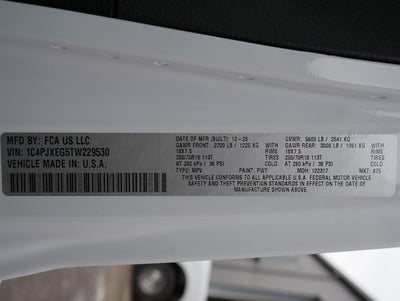 MFD BY: FCA US LLC
VIN: 1C4PJXEG5TW229530
VEHICLE MADE IN: U.S.A.
DATE OF MFR (BUILT): 12-25 GVWR: 5600 LB / 2541 KG
GAWR FRONT: 2700 LB / 1225 KG GAWR REAR: 3000 LB / 1361 KG
18X7.5 RIMS 18X7.5 RIMS
255/70R18 113T TIRES 255/70R18 113T TIRES
AT 260 kPa / 38 PSI COLD AT 260 kPa / 38 PSI COLD
TYPE: MPV PAINT: PW7 MDH: 122317 MKT: 875
THIS VEHICLE CONFORMS TO ALL APPLICABLE U.S.A. FEDERAL MOTOR VEHICLE
SAFETY AND THEFT PREVENTION STANDARDS IN EFFECT ON THE DATE OF
MANUFACTURE SHOWN ABOVE.